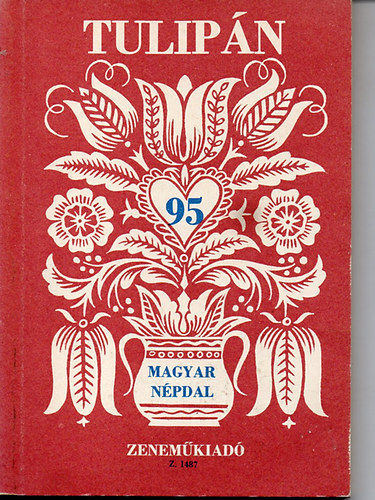 TULIPÁN
95
MAGYAR
NÉPDAL
ZENEMŰKIADÓ
Z. 1487